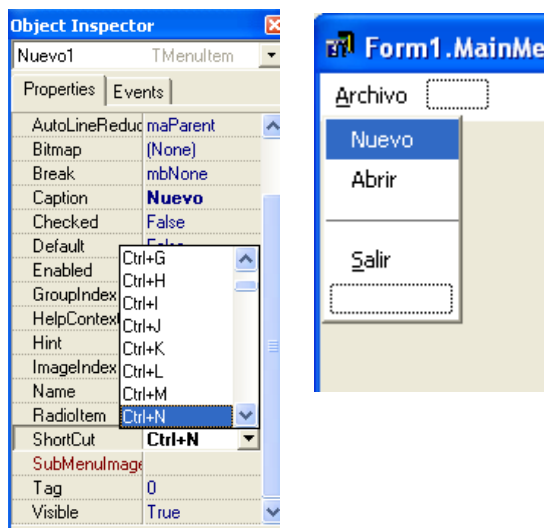 Object Inspector
Nuevo1 TMenuItem
Properties Events
AutoLineReduc maParent
Bitmap (None)
Break mbNone
Caption Nuevo
Checked False
Default False
Enabled
GroupIndex
HelpContext
Hint
ImageIndex
Name
RadioItem
Ctrl+G
Ctrl+H
Ctrl+I
Ctrl+J
Ctrl+K
Ctrl+L
Ctrl+M
Ctrl+N
ShortCut Ctrl+N
SubMenuImage
Tag 0
Visible True
Form1.MainMe
Archivo
Nuevo
Abrir
Salir